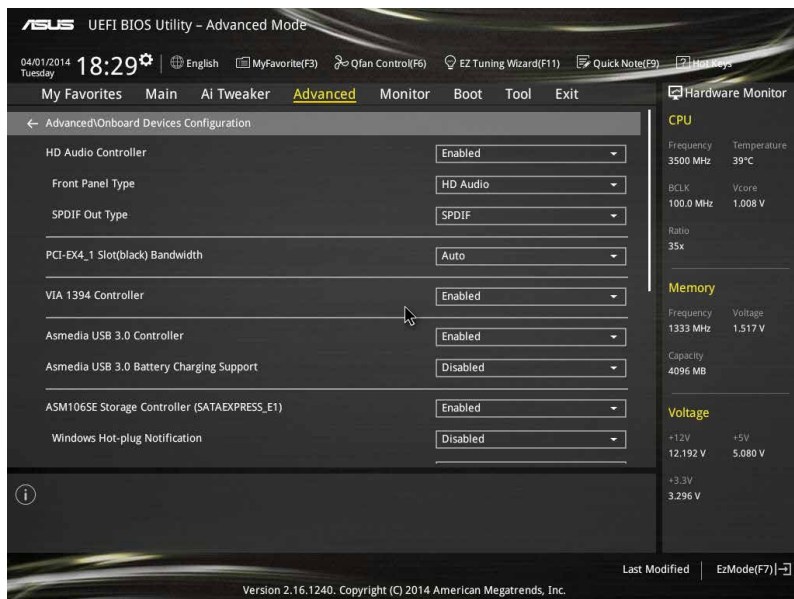 ASUS UEFI BIOS Utility – Advanced Mode
04/01/2014 Tuesday 18:29 English MyFavorite(F3) Qfan Control(F6) EZ Tuning Wizard(F11) Quick Note(F9) ? Hot Keys
My Favorites Main Ai Tweaker Advanced Monitor Boot Tool Exit
Hardware Monitor
← Advanced\Onboard Devices Configuration
HD Audio Controller Enabled
Front Panel Type HD Audio
SPDIF Out Type SPDIF
PCI-EX4_1 Slot(black) Bandwidth Auto
VIA 1394 Controller Enabled
Asmedia USB 3.0 Controller Enabled
Asmedia USB 3.0 Battery Charging Support Disabled
ASM106SE Storage Controller (SATAEXPRESS_E1) Enabled
Windows Hot-plug Notification Disabled
CPU
Frequency Temperature
3500 MHz 39°C
BCLK Vcore
100.0 MHz 1.008 V
Ratio
35x
Memory
Frequency Voltage
1333 MHz 1.517 V
Capacity
4096 MB
Voltage
+12V +5V
12.192 V 5.080 V
+3.3V
3.296 V
i
Last Modified EzMode(F7)
Version 2.16.1240. Copyright (C) 2014 American Megatrends, Inc.